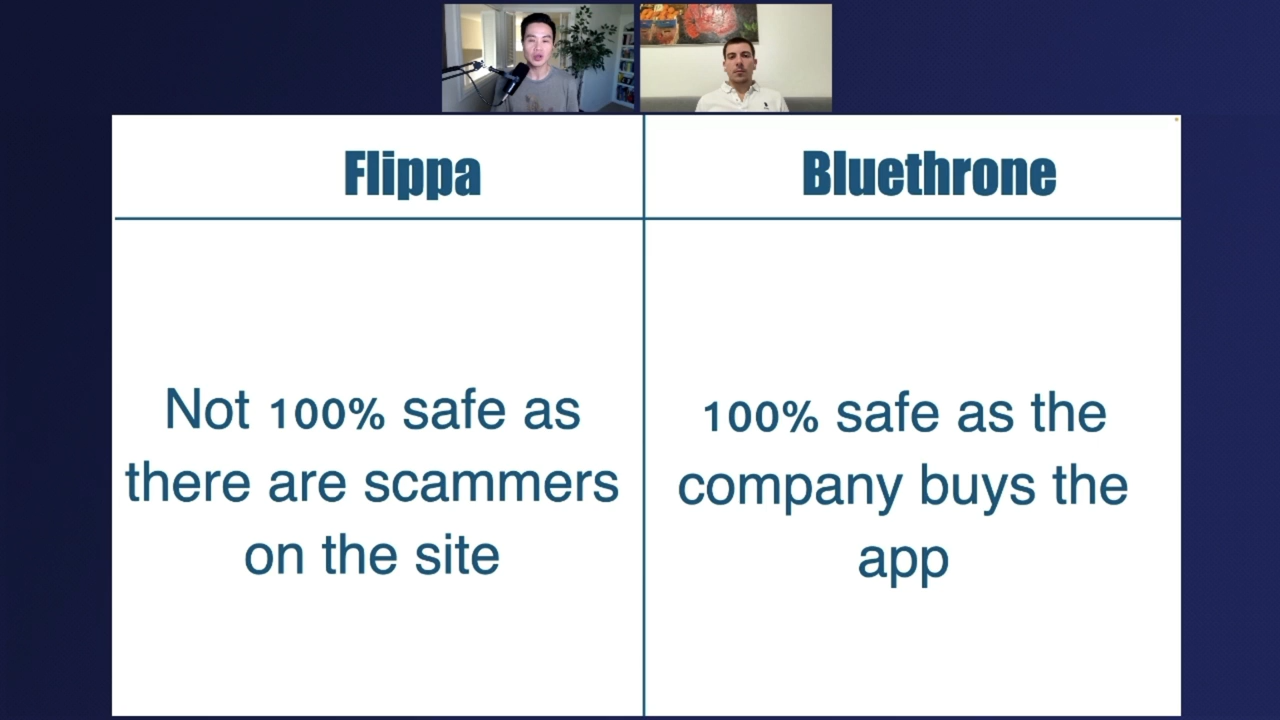 Flippa
Bluethrone
Not 100% safe as
there are scammers
on the site
100% safe as the
company buys the
app